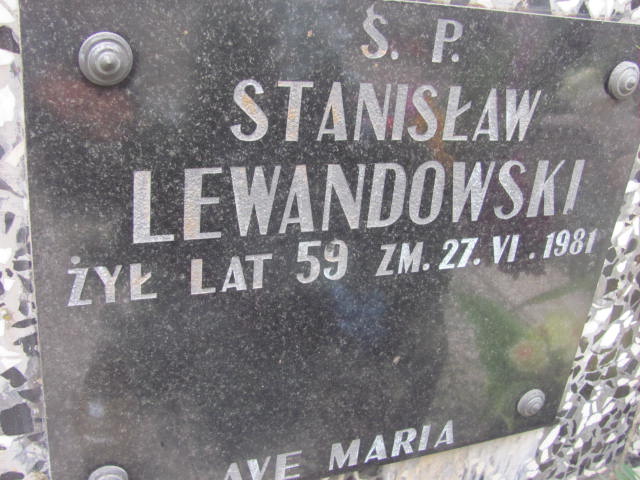 Ś. P.
STANISŁAW
LEWANDOWSKI
ŻYŁ LAT 59 ZM. 27. VI. 1981
AVE MARIA